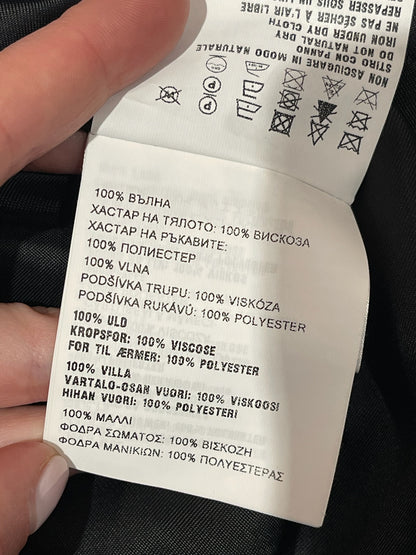 REPASSER SOUS UN
NE PAS SÉCHER À L'AIR LIBRE
IRON UNDER DRY CLOTH
DO NOT NATURAL DRY
STIRO CON PANNO
NON ASCIUGARE IN MODO NATURAL
100% ВЪЛНА
ХАСТАР НА ТЯЛОТО: 100% ВИСКОЗА
ХАСТАР НА РЪКАВИТЕ:
100% ПОЛИЕСТЕР
100% VLNA
PODŠÍVKA TRUPU: 100% VISKÓZA
PODŠÍVKA RUKÁVŮ: 100% POLYESTER
100% ULD
KROPSFOR: 100% VISCOSE
FOR TIL ÆRMER: 100% POLYESTER
100% VILLA
VARTALO-OSAN VUORI: 100% VISKOOSI
HIHAN VUORI: 100% POLYESTERI
100% ΜΑΛΛΙ
ΦΟΔΡΑ ΣΩΜΑΤΟΣ: 100% ΒΙΣΚΟΖΗ
ΦΟΔΡΑ ΜΑΝΙΚΙΩΝ: 100% ΠΟΛΥΕΣΤΕΡΑΣ